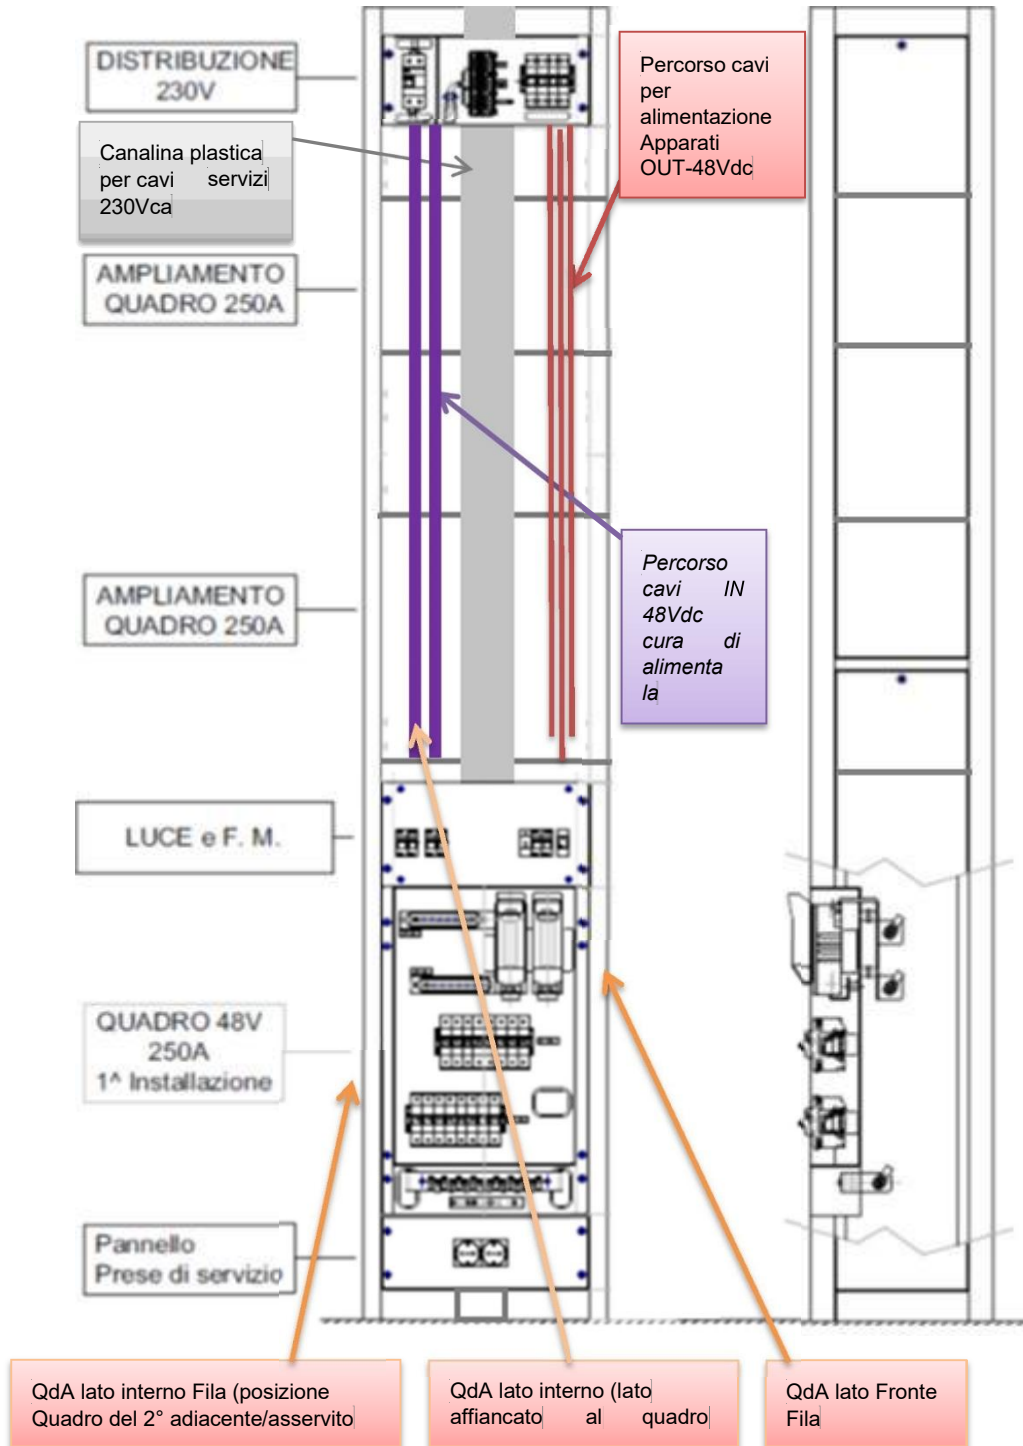 DISTRIBUZIONE
230V
Percorso cavi
per
alimentazione
Apparati
OUT-48Vdc
Canalina plastica
per cavi servizi
230Vca
AMPLIAMENTO
QUADRO 250A
Percorso
cavi IN
48Vdc
cura di
alimenta
la
AMPLIAMENTO
QUADRO 250A
LUCE e F. M.
QUADRO 48V
250A
1^ Installazione
Pannello
Prese di servizio
QdA lato interno Fila (posizione
Quadro del 2° adiacente/asservito
QdA lato interno (lato
affiancato al quadro
QdA lato Fronte
Fila